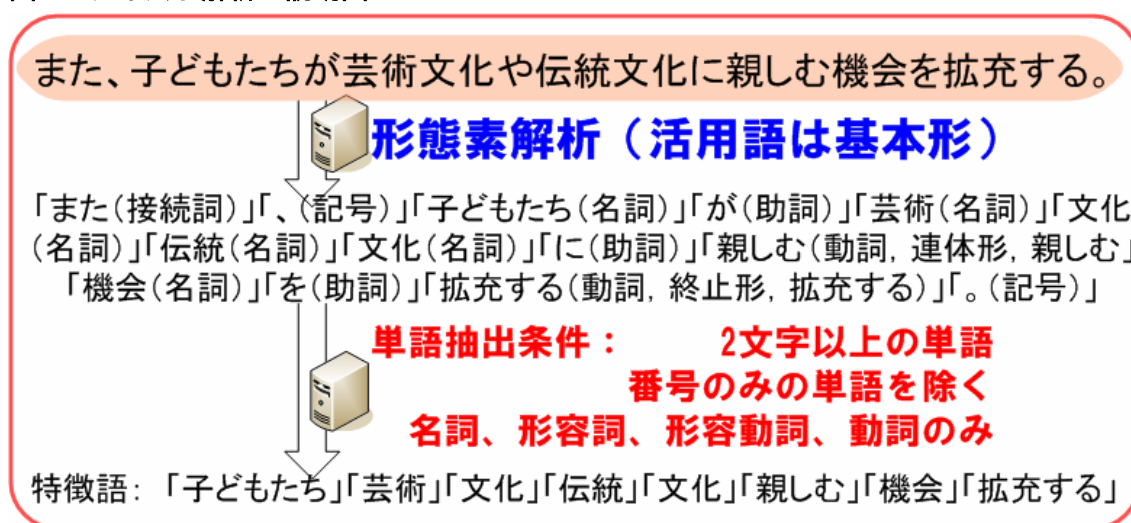 また、子どもたちが芸術文化や伝統文化に親しむ機会を拡充する。
形態素解析（活用語は基本形）
「また(接続詞)」「、(記号)」「子どもたち(名詞)」「が(助詞)」「芸術(名詞)」「文化
(名詞)」「伝統(名詞)」「文化(名詞)」「に(助詞)」「親しむ(動詞, 連体形, 親しむ」
「機会(名詞)」「を(助詞)」「拡充する(動詞, 終止形, 拡充する)」「。(記号)」
単語抽出条件： 2文字以上の単語
番号のみの単語を除く
名詞、形容詞、形容動詞、動詞のみ
特徴語: 「子どもたち」「芸術」「文化」「伝統」「文化」「親しむ」「機会」「拡充する」